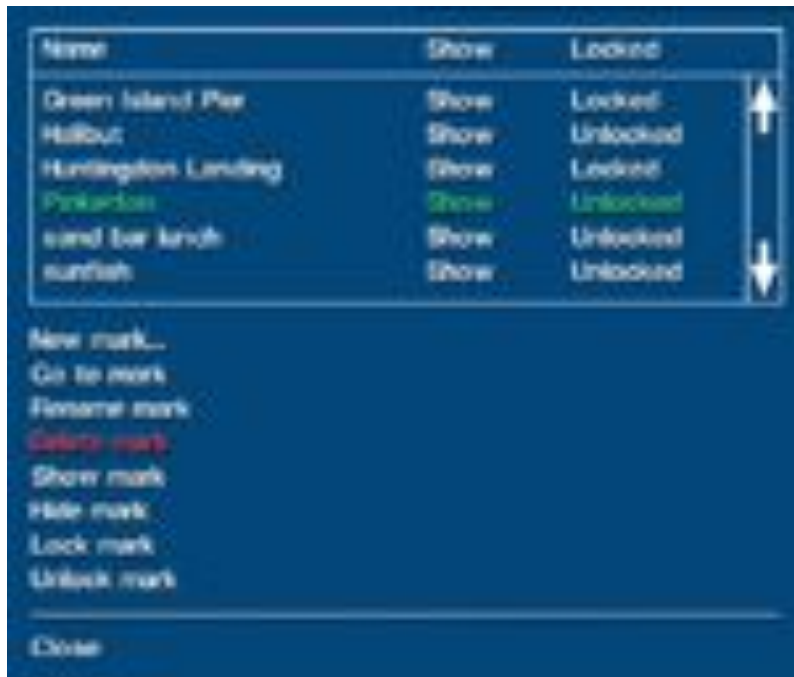 Name Show Locked
Green Island Pier Show Locked
Halibut Show Unlocked
Huntingdon Landing Show Locked
Pinkerton Show Unlocked
sand bar lunch Show Unlocked
sunfish Show Unlocked
New mark...
Go to mark
Rename mark
Delete mark
Show mark
Hide mark
Lock mark
Unlock mark
Close